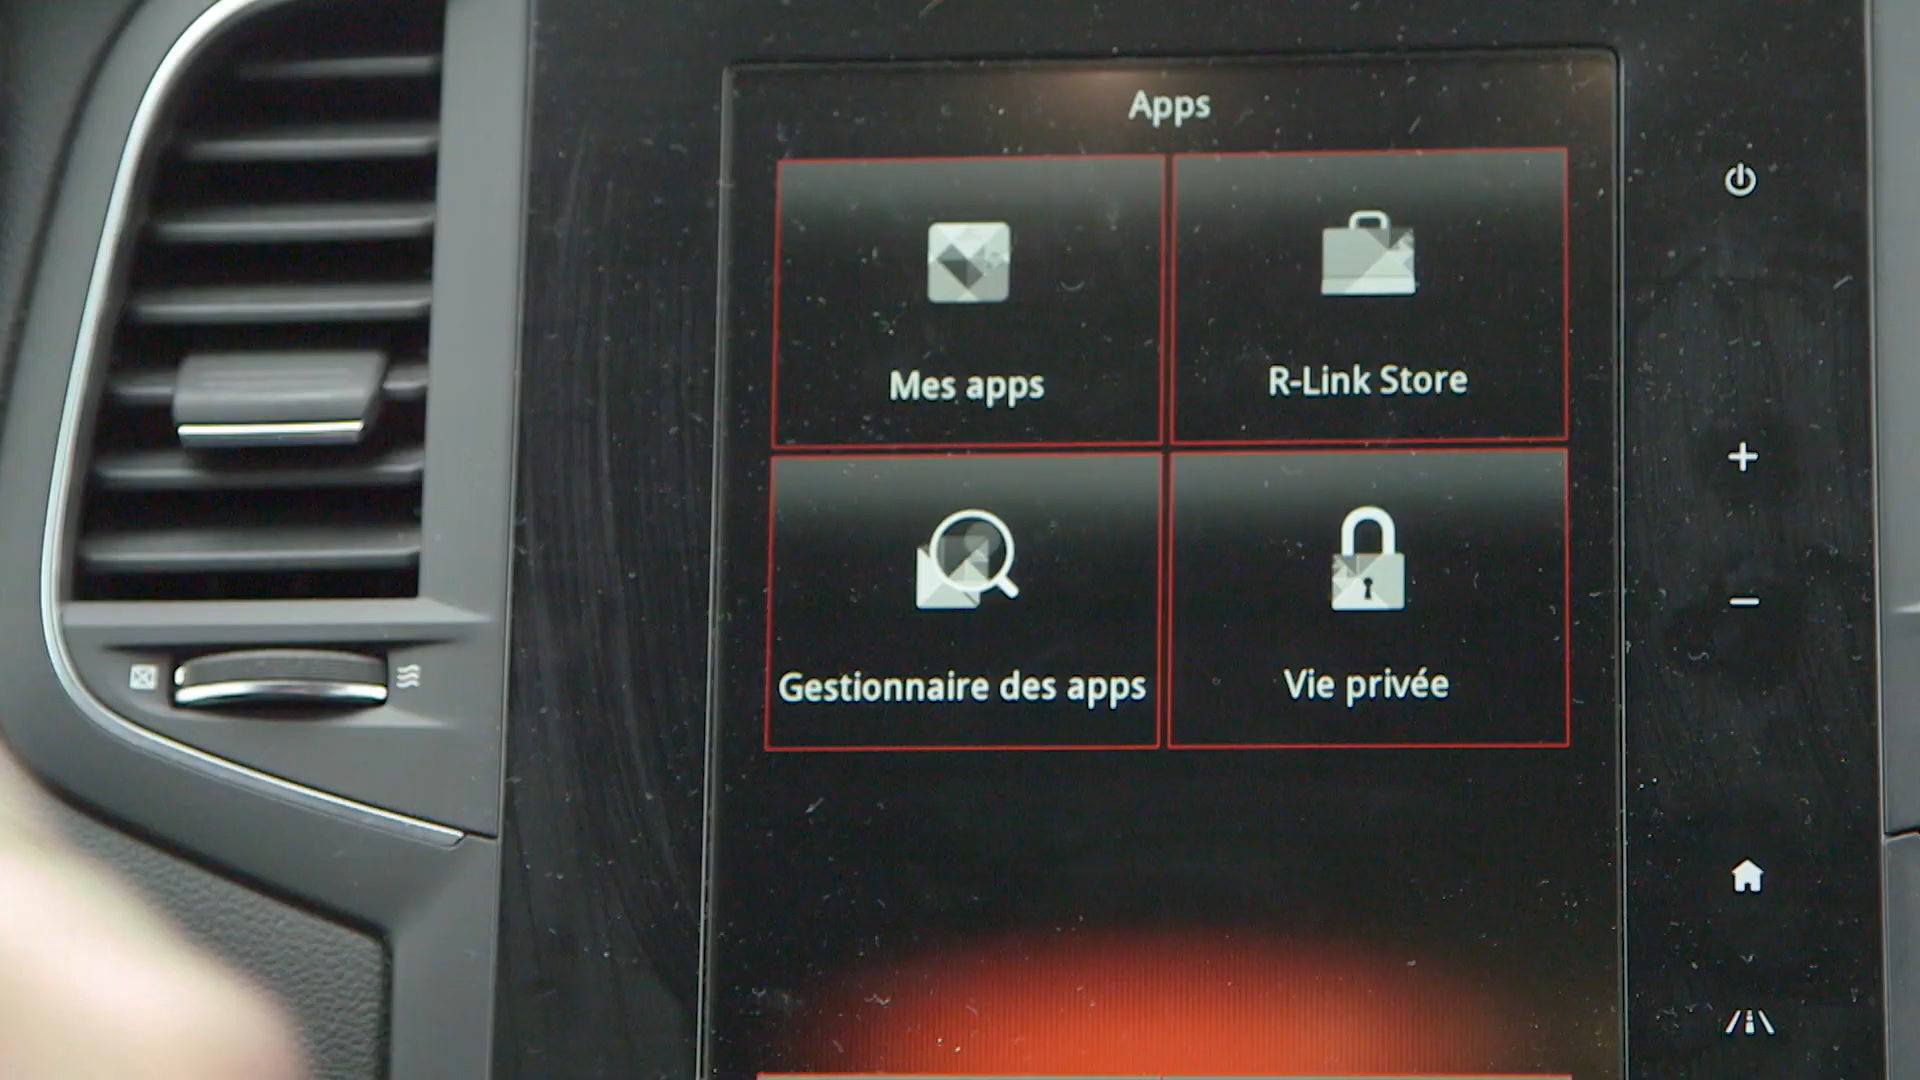 Apps
Mes apps
R-Link Store
Gestionnaire des apps
Vie privée